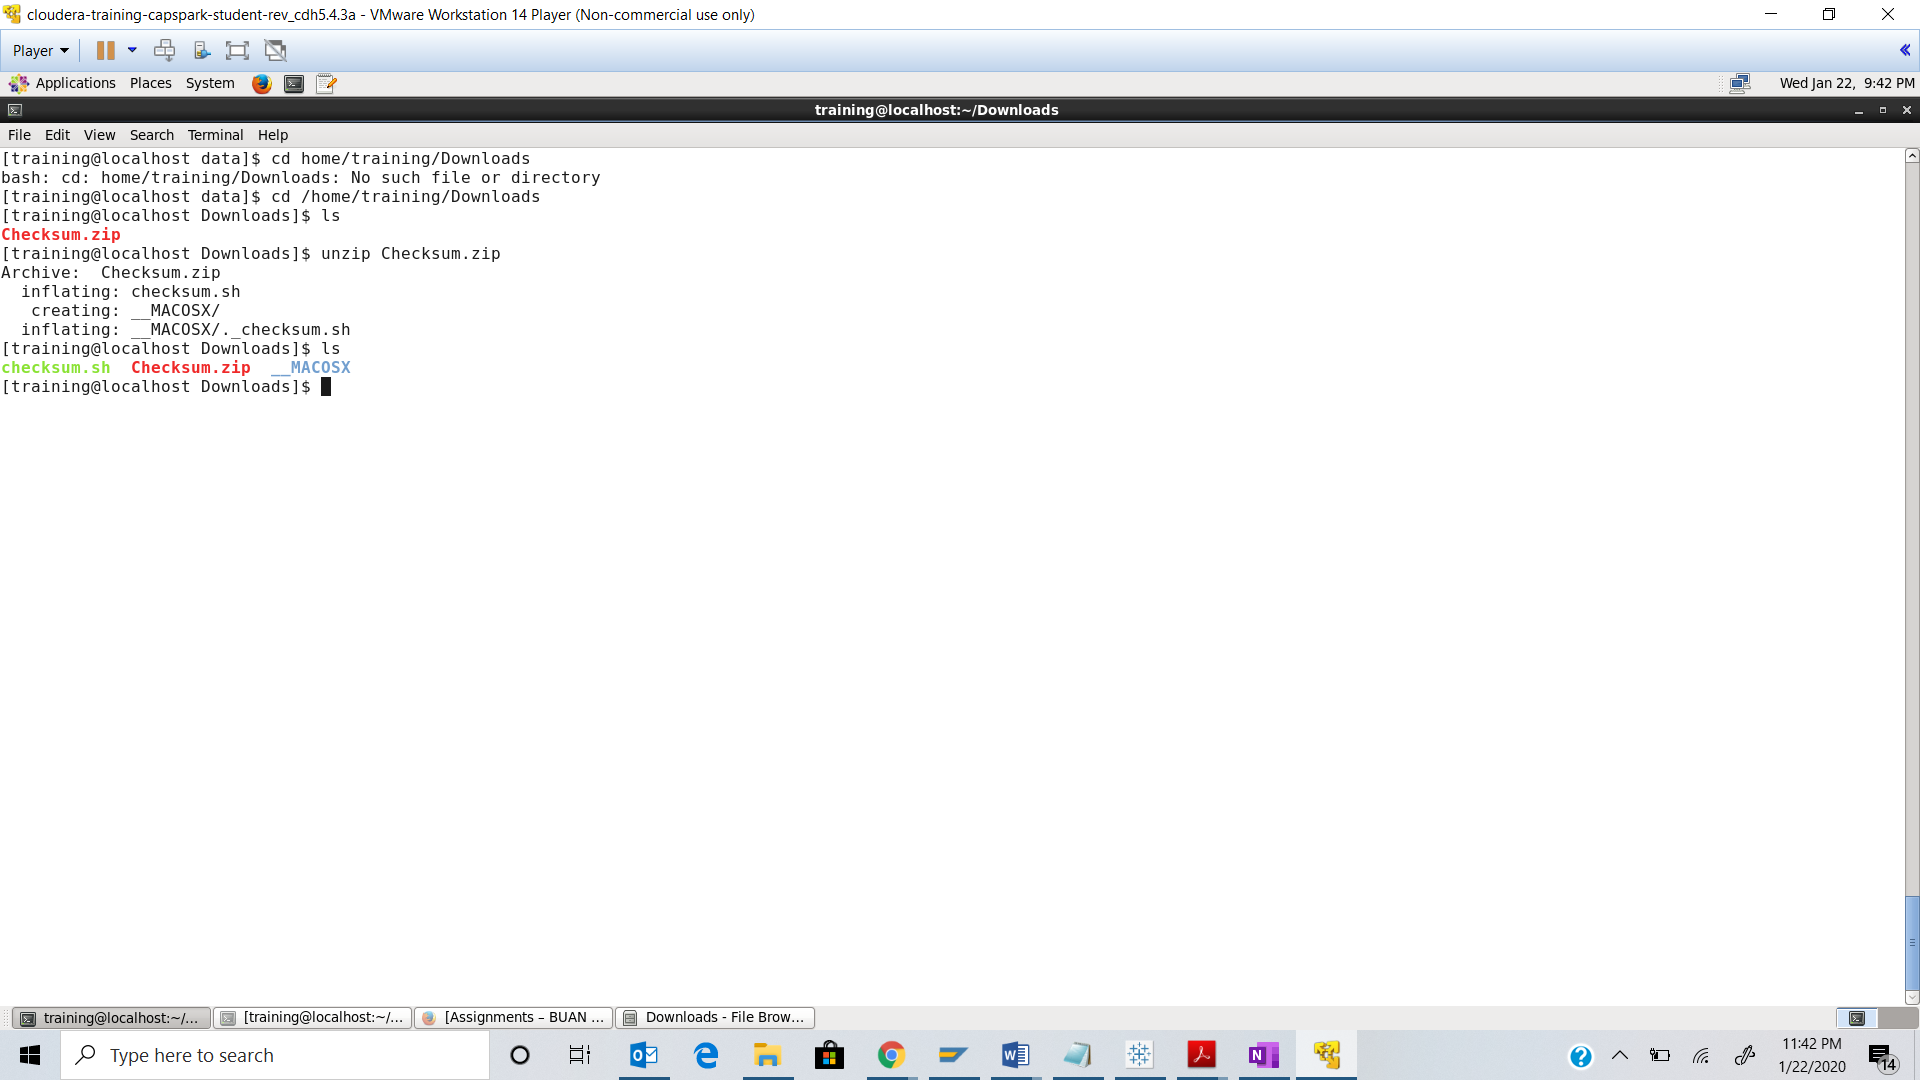 cloudera-training-capspark-student-rev_cdh5.4.3a - VMware Workstation 14 Player (Non-commercial use only)
Player
Applications Places System Wed Jan 22, 9:42 PM
training@localhost:~/Downloads
File Edit View Search Terminal Help
[training@localhost data]$ cd home/training/Downloads
bash: cd: home/training/Downloads: No such file or directory
[training@localhost data]$ cd /home/training/Downloads
[training@localhost Downloads]$ ls
Checksum.zip
[training@localhost Downloads]$ unzip Checksum.zip
Archive:  Checksum.zip
  inflating: checksum.sh
   creating: __MACOSX/
  inflating: __MACOSX/._checksum.sh
[training@localhost Downloads]$ ls
checksum.sh  Checksum.zip  __MACOSX
[training@localhost Downloads]$
training@localhost:~/... [training@localhost:~/... [Assignments – BUAN ... Downloads - File Brow...
Type here to search
11:42 PM
1/22/2020
14